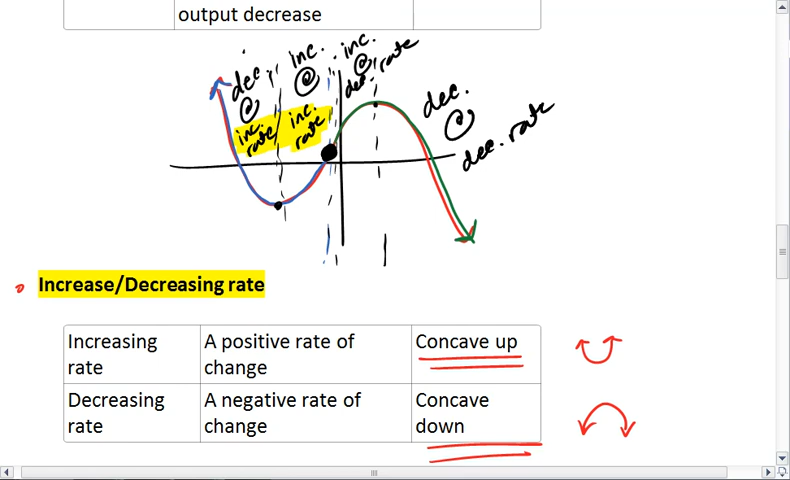 output decrease
dec.
@
inc.
rate
inc.
@
inc.
rate
inc.
@
dec. rate
dec.
@
dec. rate
Increase/Decreasing rate
Increasing
rate
A positive rate of
change
Concave up
Decreasing
rate
A negative rate of
change
Concave
down